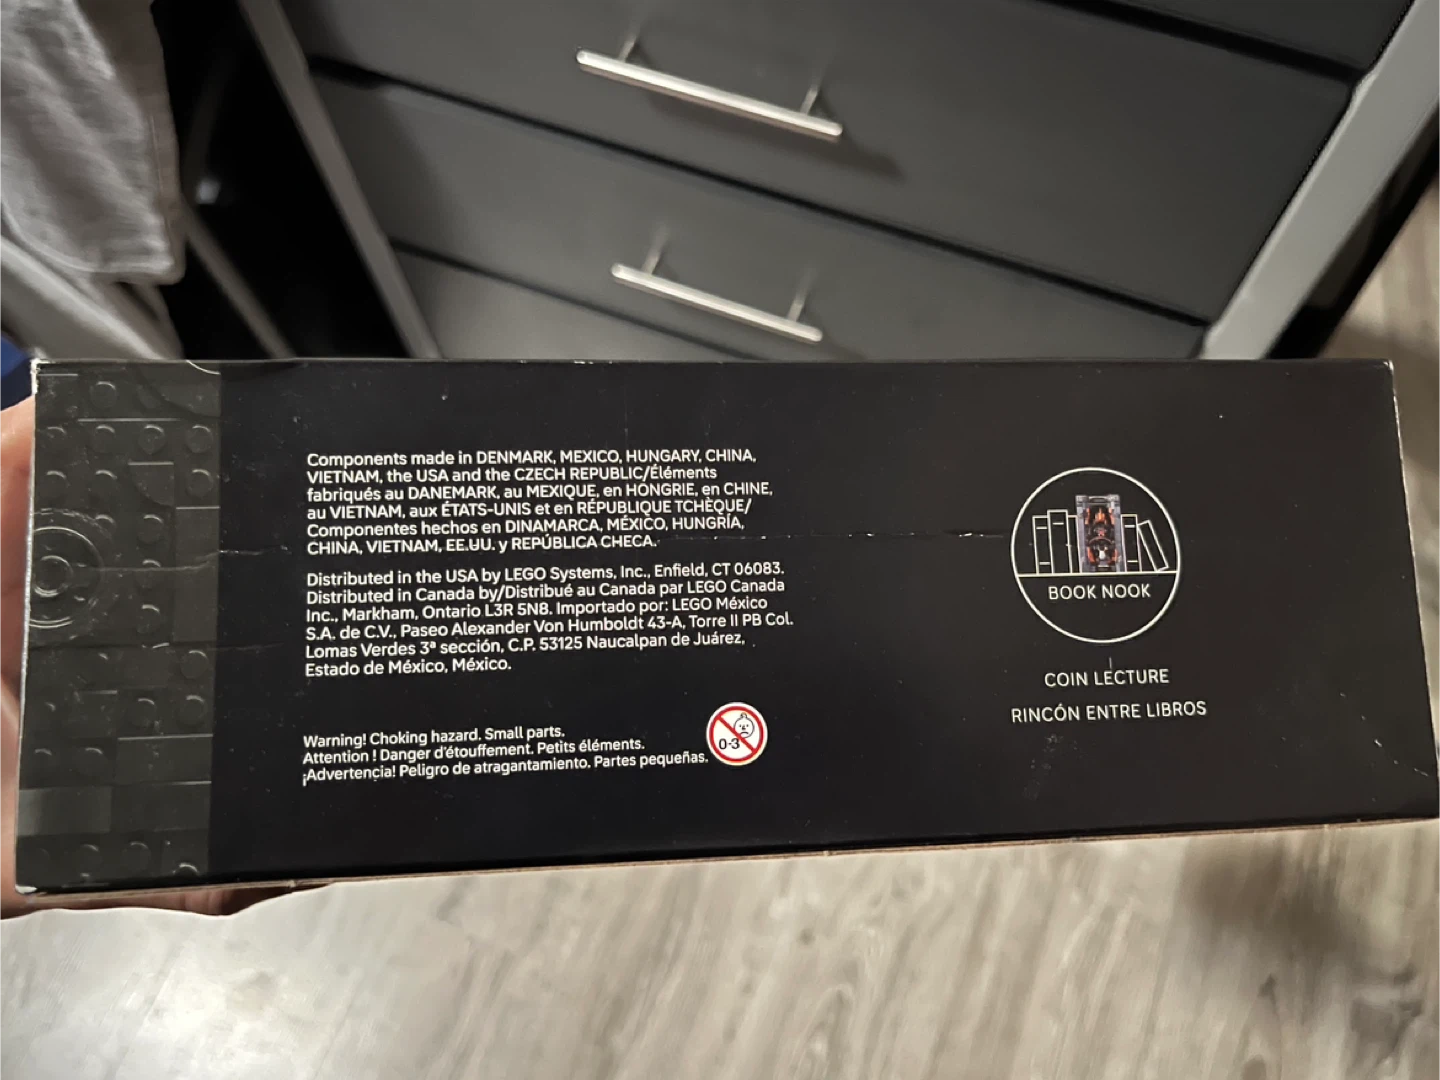 Components made in DENMARK, MEXICO, HUNGARY, CHINA,
VIETNAM, the USA and the CZECH REPUBLIC/Éléments
fabriqués au DANEMARK, au MEXIQUE, en HONGRIE, en CHINE,
au VIETNAM, aux ÉTATS-UNIS et en RÉPUBLIQUE TCHÈQUE/
Componentes hechos en DINAMARCA, MÉXICO, HUNGRÍA,
CHINA, VIETNAM, EE.UU. y REPÚBLICA CHECA.
Distributed in the USA by LEGO Systems, Inc., Enfield, CT 06083.
Distributed in Canada by/Distribué au Canada par LEGO Canada
Inc., Markham, Ontario L3R 5N8. Importado por: LEGO México
S.A. de C.V., Paseo Alexander Von Humboldt 43-A, Torre II PB Col.
Lomas Verdes 3ª sección, C.P. 53125 Naucalpan de Juárez,
Estado de México, México.
Warning! Choking hazard. Small parts.
Attention ! Danger d'étouffement. Petits éléments.
¡Advertencia! Peligro de atragantamiento. Partes pequeñas.
0-3
BOOK NOOK
COIN LECTURE
RINCÓN ENTRE LIBROS